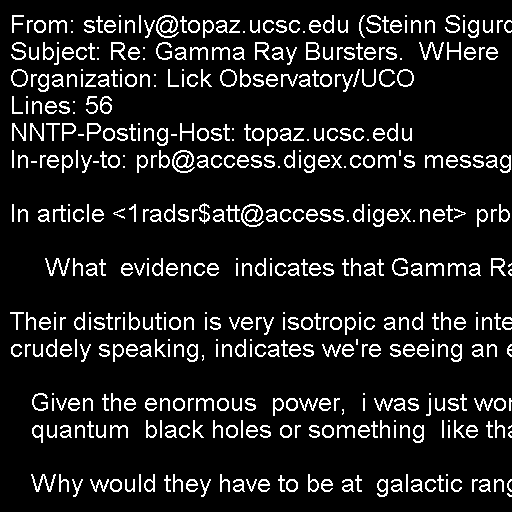 From: steinly@topaz.ucsc.edu (Steinn Sigurd
Subject: Re: Gamma Ray Bursters.  WHere
Organization: Lick Observatory/UCO
Lines: 56
NNTP-Posting-Host: topaz.ucsc.edu
In-reply-to: prb@access.digex.com's messag
In article <1radsr$att@access.digex.net> prb
What  evidence  indicates that Gamma Ra
Their distribution is very isotropic and the inte
crudely speaking, indicates we're seeing an e
Given the enormous  power,  i was just wor
quantum  black holes or something  like tha
Why would they have to be at  galactic rang